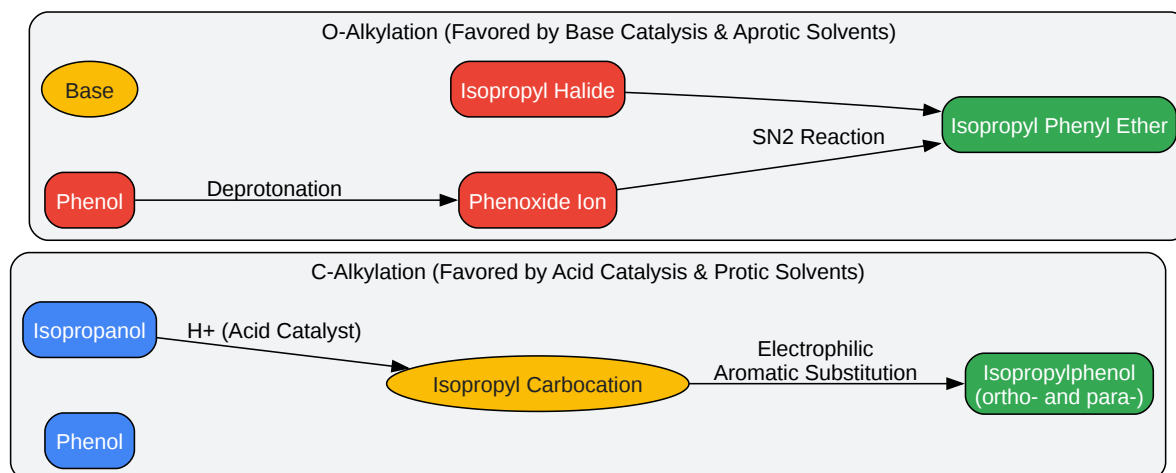 O-Alkylation (Favored by Base Catalysis & Aprotic Solvents)
Base
Isopropyl Halide
Isopropyl Phenyl Ether
SN2 Reaction
Phenol
Deprotonation
Phenoxide Ion
C-Alkylation (Favored by Acid Catalysis & Protic Solvents)
Isopropanol
H+ (Acid Catalyst)
Isopropyl Carbocation
Electrophilic
Aromatic Substitution
Isopropylphenol
(ortho- and para-)
Phenol